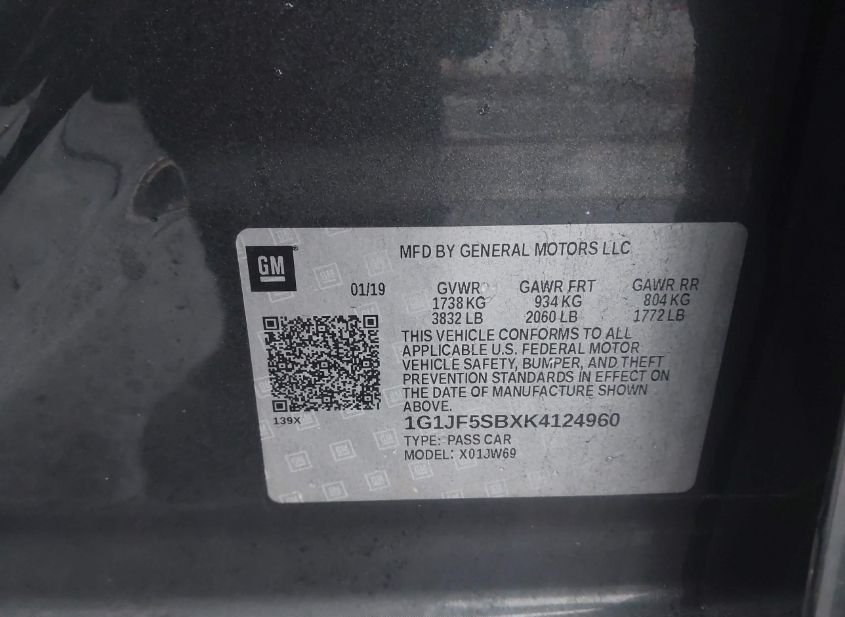 GM
MFD BY GENERAL MOTORS LLC
01/19 GVWR GAWR FRT GAWR RR
1738 KG 934 KG 804 KG
3832 LB 2060 LB 1772 LB
THIS VEHICLE CONFORMS TO ALL
APPLICABLE U.S. FEDERAL MOTOR
VEHICLE SAFETY, BUMPER, AND THEFT
PREVENTION STANDARDS IN EFFECT ON
THE DATE OF MANUFACTURE SHOWN
ABOVE.
139X
1G1JF5SBXK4124960
TYPE: PASS CAR
MODEL: X01JW69